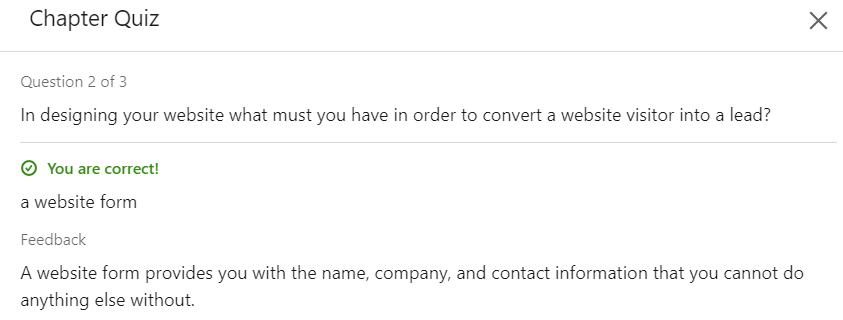 Chapter Quiz
Question 2 of 3
In designing your website what must you have in order to convert a website visitor into a lead?
You are correct!
a website form
Feedback
A website form provides you with the name, company, and contact information that you cannot do
anything else without.